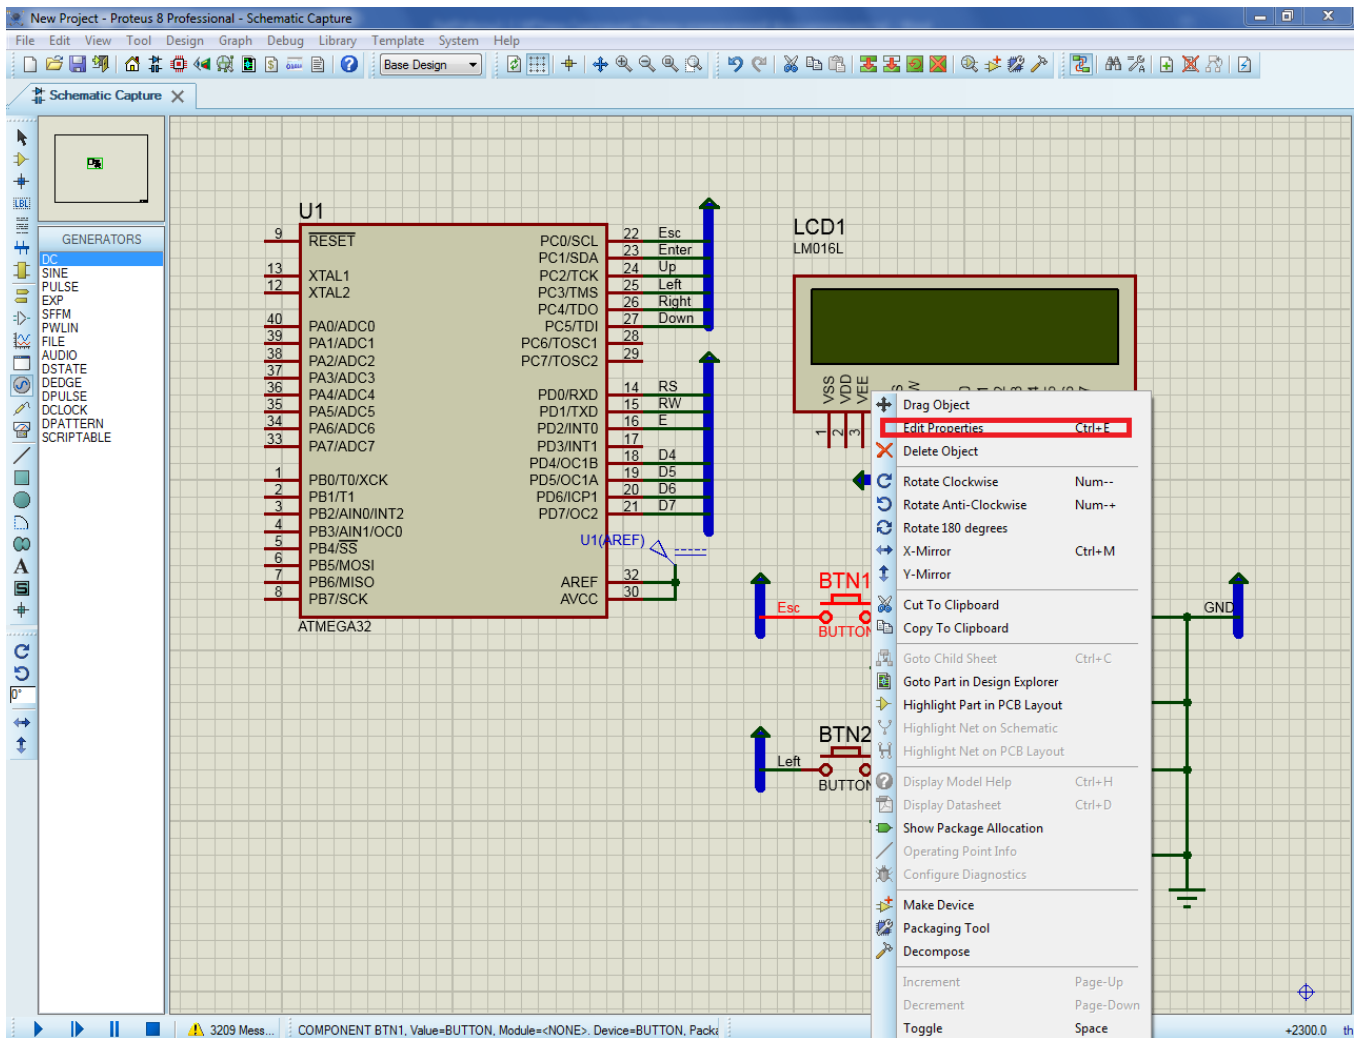 New Project - Proteus 8 Professional - Schematic Capture
File Edit View Tool Design Graph Debug Library Template System Help
Base Design
Schematic Capture
GENERATORS
DC
SINE
PULSE
EXP
SFFM
PWLIN
FILE
AUDIO
DSTATE
DEDGE
DPULSE
DCLOCK
DPATTERN
SCRIPTABLE
LBL
A
S
0°
U1
9 RESET
13 XTAL1
12 XTAL2
40 PA0/ADC0
39 PA1/ADC1
38 PA2/ADC2
37 PA3/ADC3
36 PA4/ADC4
35 PA5/ADC5
34 PA6/ADC6
33 PA7/ADC7
1 PB0/T0/XCK
2 PB1/T1
3 PB2/AIN0/INT2
4 PB3/AIN1/OC0
5 PB4/SS
6 PB5/MOSI
7 PB6/MISO
8 PB7/SCK
PC0/SCL 22 Esc
PC1/SDA 23 Enter
PC2/TCK 24 Up
PC3/TMS 25 Left
PC4/TDO 26 Right
PC5/TDI 27 Down
PC6/TOSC1 28
PC7/TOSC2 29
PD0/RXD 14 RS
PD1/TXD 15 RW
PD2/INT0 16 E
PD3/INT1 17
PD4/OC1B 18 D4
PD5/OC1A 19 D5
PD6/ICP1 20 D6
PD7/OC2 21 D7
U1(AREF)
AREF 32
AVCC 30
ATMEGA32
LCD1
LM016L
VSS
VDD
VEE
1
2
3
BTN1
Esc
BUTTON
BTN2
Left
BUTTON
GND
Drag Object
Edit Properties Ctrl+E
Delete Object
Rotate Clockwise Num--
Rotate Anti-Clockwise Num-+
Rotate 180 degrees
X-Mirror Ctrl+M
Y-Mirror
Cut To Clipboard
Copy To Clipboard
Goto Child Sheet Ctrl+C
Goto Part in Design Explorer
Highlight Part in PCB Layout
Highlight Net on Schematic
Highlight Net on PCB Layout
Display Model Help Ctrl+H
Display Datasheet Ctrl+D
Show Package Allocation
Operating Point Info
Configure Diagnostics
Make Device
Packaging Tool
Decompose
Increment Page-Up
Decrement Page-Down
Toggle Space
3209 Mess... COMPONENT BTN1, Value=BUTTON, Module=<NONE>. Device=BUTTON, Packa
+2300.0 th